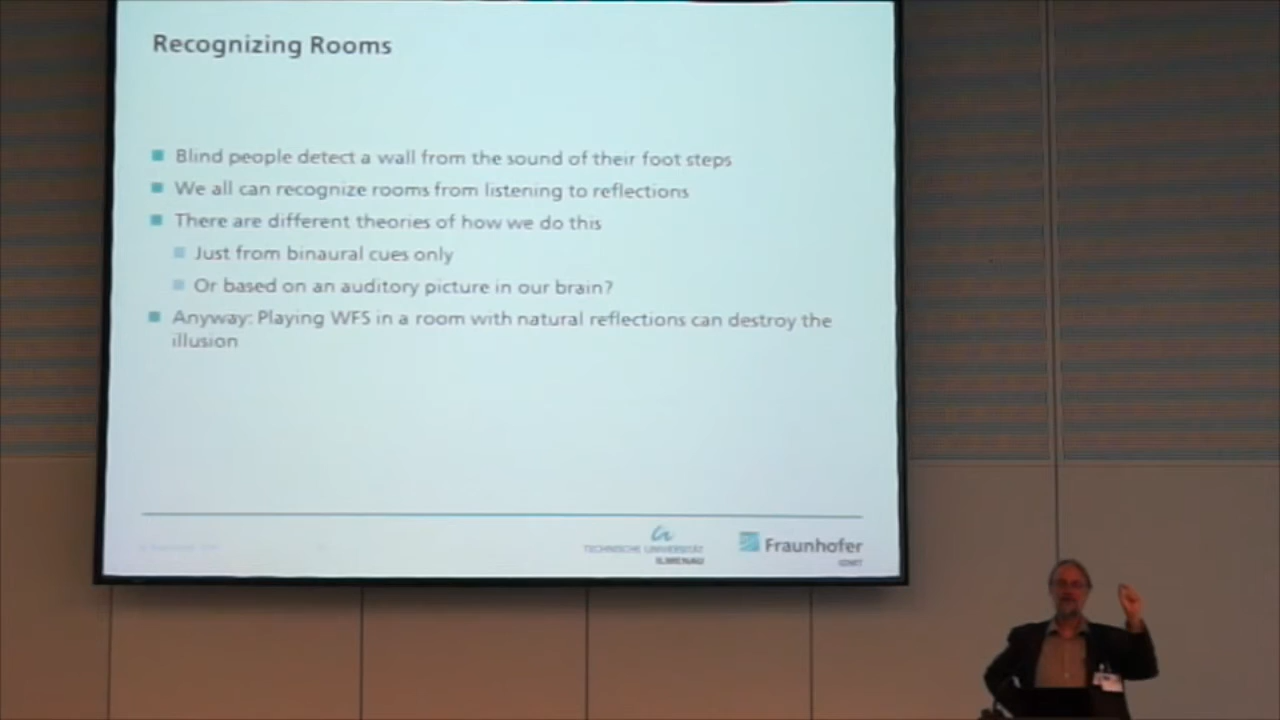 Recognizing Rooms
Blind people detect a wall from the sound of their foot steps
We all can recognize rooms from listening to reflections
There are different theories of how we do this
Just from binaural cues only
Or based on an auditory picture in our brain?
Anyway: Playing WFS in a room with natural reflections can destroy the
illusion
TECHNISCHE UNIVERSITÄT
ILMENAU
Fraunhofer
IDMT